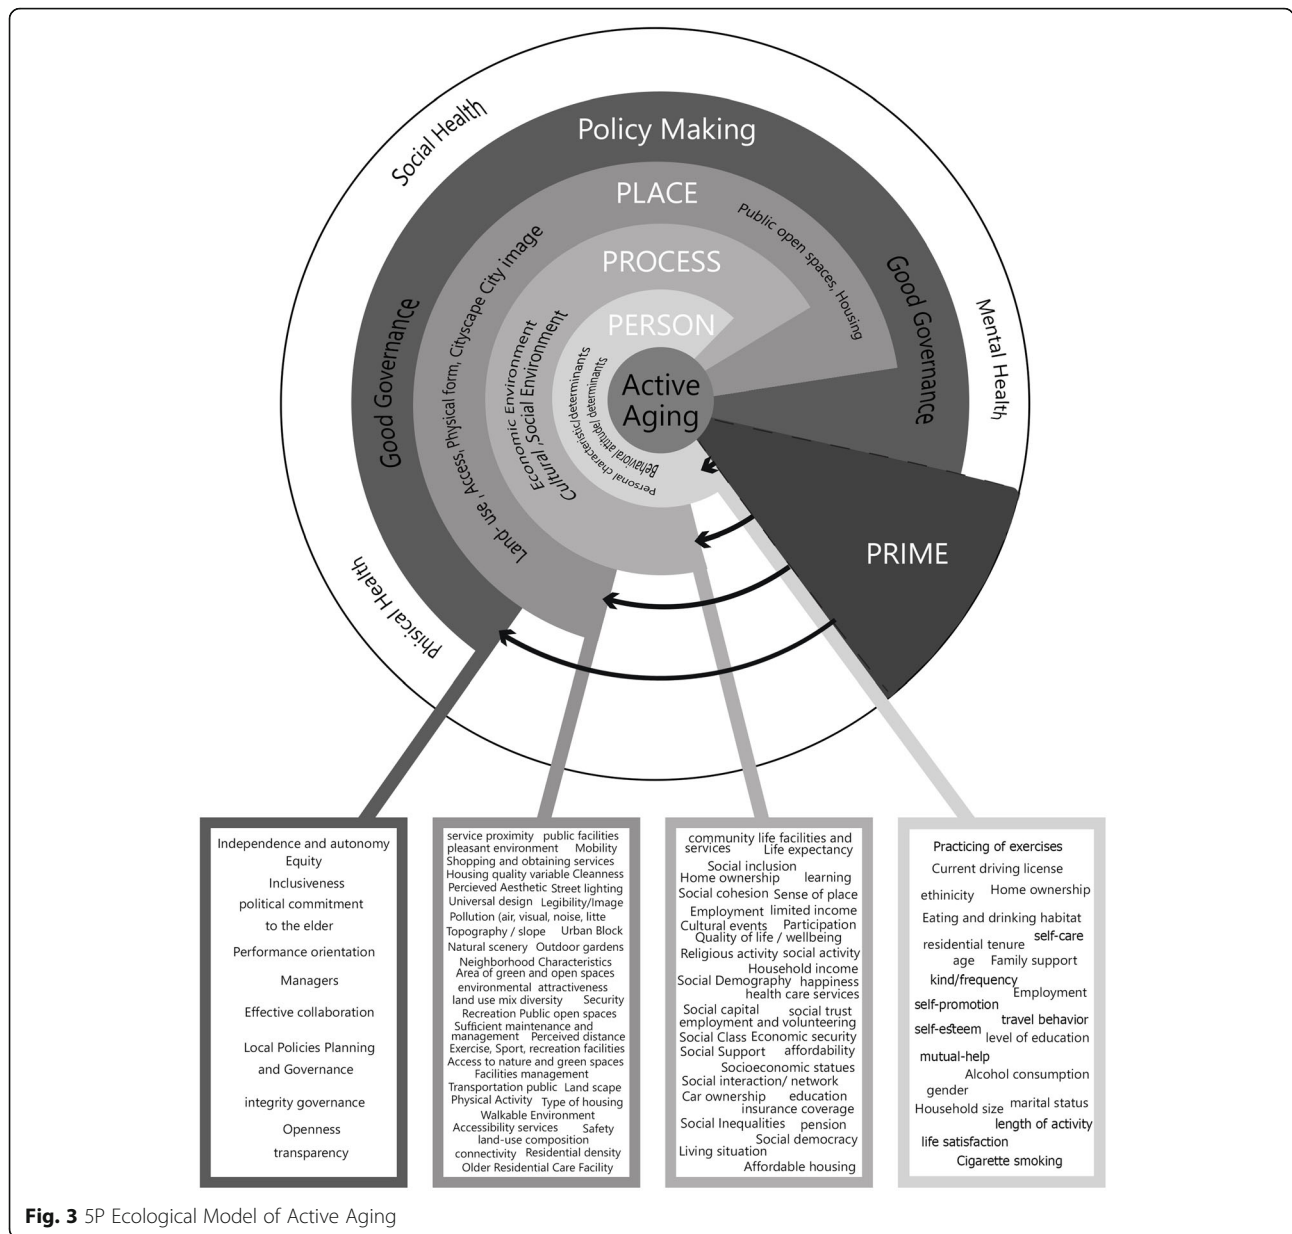 Social Health
Policy Making
PLACE
Public open spaces, Housing
PROCESS
PERSON
Active
Aging
Good Governance
Mental Health
Good Governance
Land- use , Access, Physical form, Cityscape City image
Economic Environment
Cultural ,Social Environment
Personal characteristic/determinants
Behavioral attitude/ determinants
PRIME
Phisical Health
Independence and autonomy
Equity
Inclusiveness
political commitment
to the elder
Performance orientation
Managers
Effective collaboration
Local Policies Planning
and Governance
integrity governance
Openness
transparency
service proximity public facilities
pleasant environment Mobility
Shopping and obtaining services
Housing quality variable Cleanness
Percieved Aesthetic Street lighting
Universal design Legibility/Image
Pollution (air, visual, noise, litte
Topography / slope Urban Block
Natural scenery Outdoor gardens
Neighborhood Characteristics
Area of green and open spaces
environmental attractiveness
land use mix diversity Security
Recreation Public open spaces
Sufficient maintenance and
management Perceived distance
Exercise, Sport, recreation facilities
Access to nature and green spaces
Facilities management
Transportation public Land scape
Physical Activity Type of housing
Walkable Environment
Accessibility services Safety
land-use composition
connectivity Residential density
Older Residential Care Facility
community life facilities and
services Life expectancy
Social inclusion
Home ownership learning
Social cohesion Sense of place
Employment limited income
Cultural events Participation
Quality of life / wellbeing
Religious activity social activity
Household income
Social Demography happiness
health care services
Social capital social trust
employment and volunteering
Social Class Economic security
Social Support affordability
Socioeconomic statues
Social interaction/ network
Car ownership education
insurance coverage
Social Inequalities pension
Social democracy
Living situation
Affordable housing
Practicing of exercises
Current driving license
ethinicity Home ownership
Eating and drinking habitat
self-care
residential tenure
age Family support
kind/frequency
Employment
self-promotion
travel behavior
self-esteem
level of education
mutual-help
Alcohol consumption
gender
marital status
Household size
length of activity
life satisfaction
Cigarette smoking
Fig. 3 5P Ecological Model of Active Aging